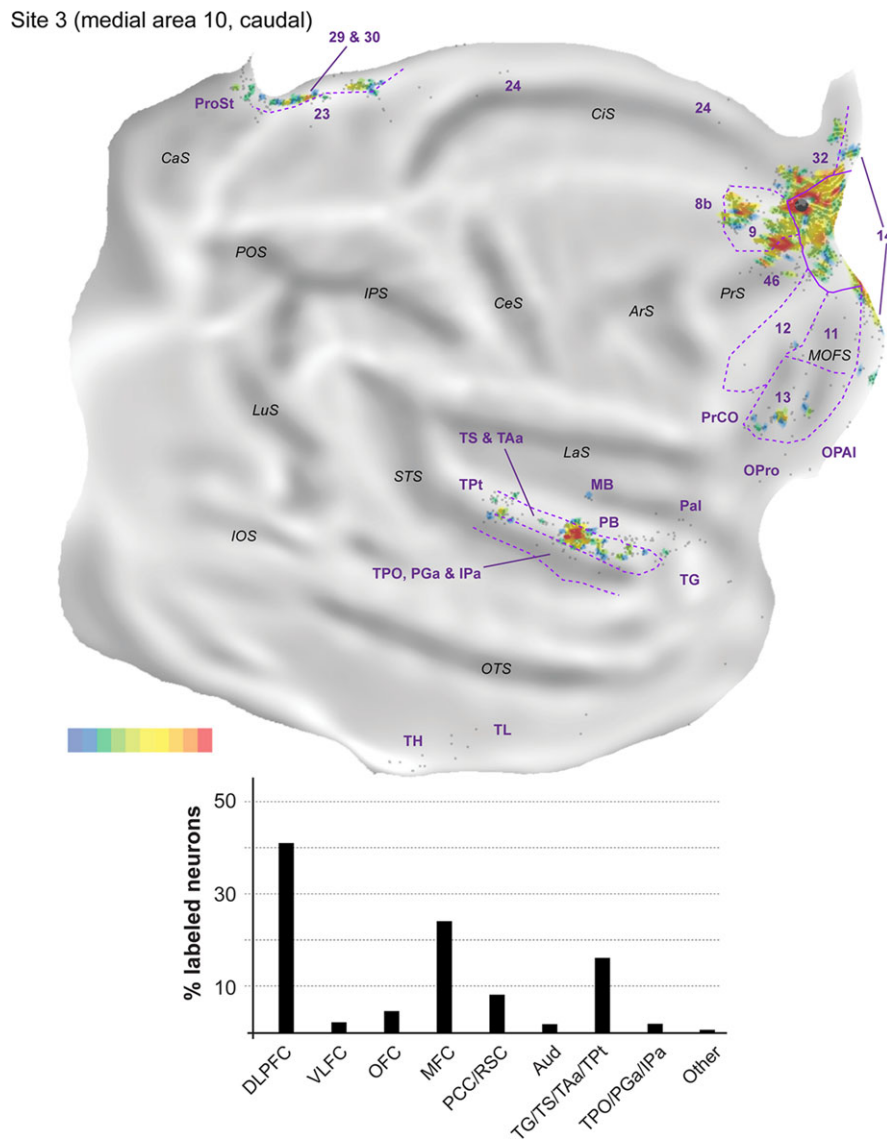 Site 3 (medial area 10, caudal)
29 & 30
ProSt
23
24
24
CiS
CaS
32
8b
9
14
POS
IPS
CeS
ArS
PrS
46
12
11
MOFS
LuS
13
PrCO
TS & TAa
LaS
OPAl
STS
TPt
MB
OPro
PaI
IOS
PB
TPO, PGa & IPa
TG
OTS
TH
TL
50
30
10
% labeled neurons
DLPFC
VLFC
OFC
MFC
PCC/RSC
Aud
TG/TS/TAa/TPt
TPO/PGa/IPa
Other